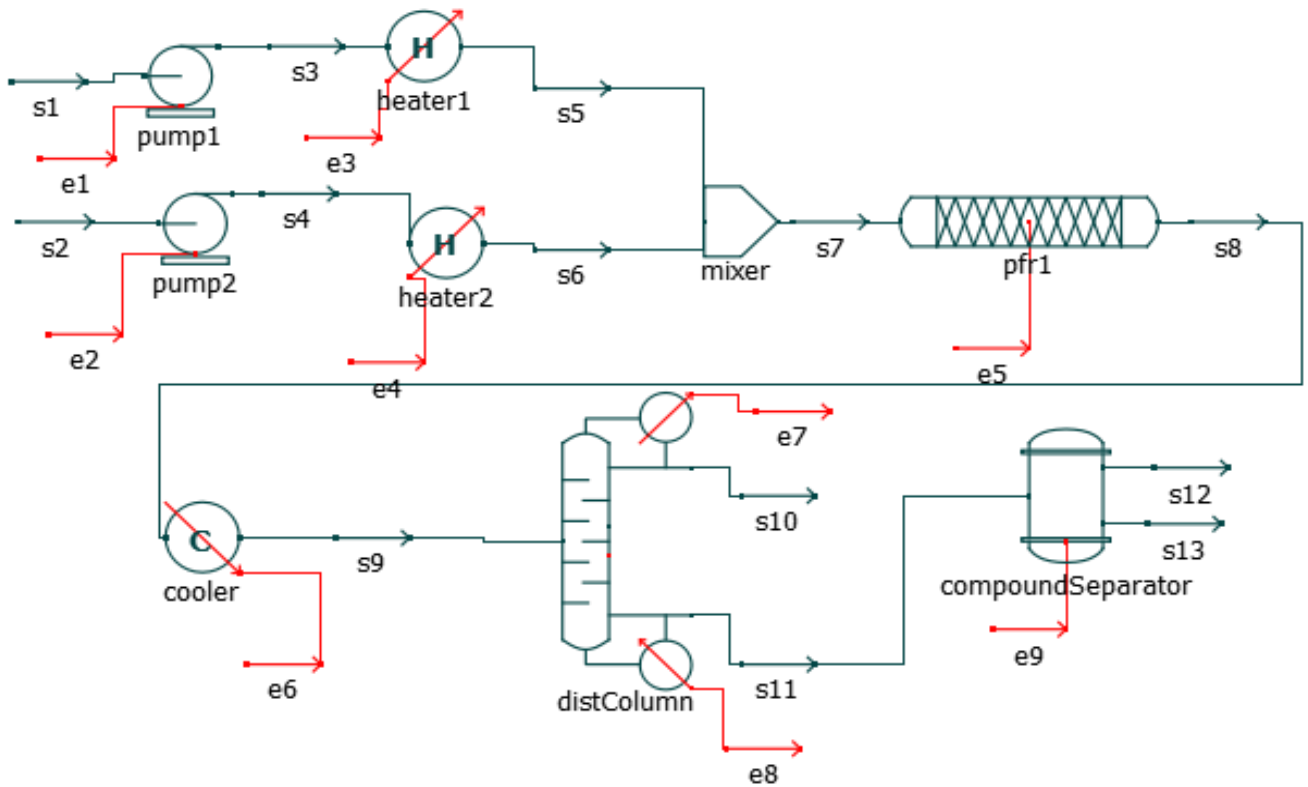 H
s3
heater1
s1
pump1
s5
e3
e1
s4
H
s2
s6
mixer
s7
pfr1
s8
pump2
heater2
e2
e4
e5
e7
s10
s12
s13
C
s9
cooler
compoundSeparator
e9
e6
s11
distColumn
e8